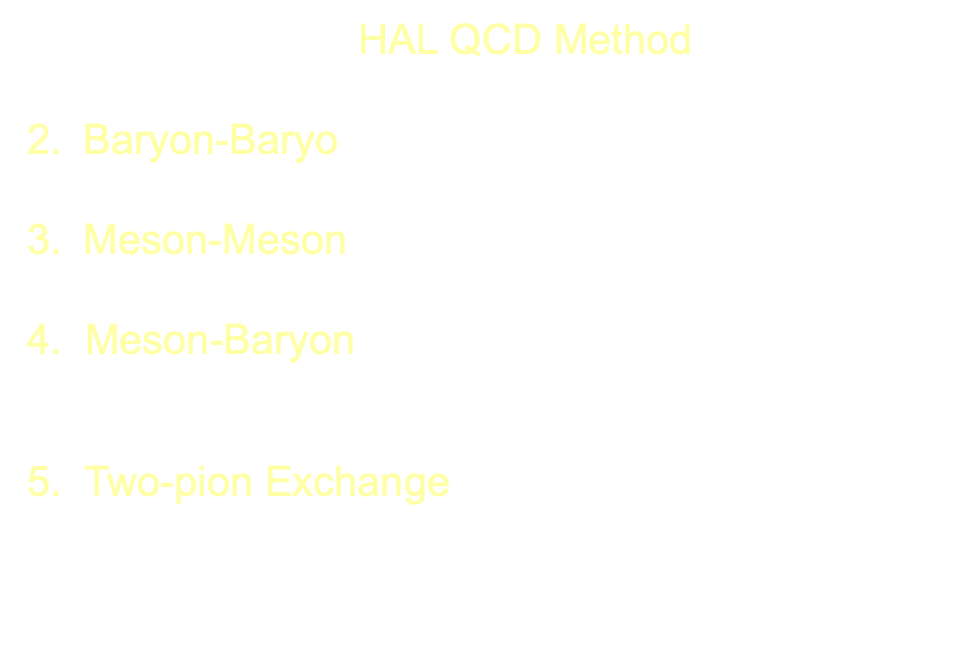 HAL QCD Method
2. Baryon-Baryo
3. Meson-Meson
4. Meson-Baryon
5. Two-pion Exchange